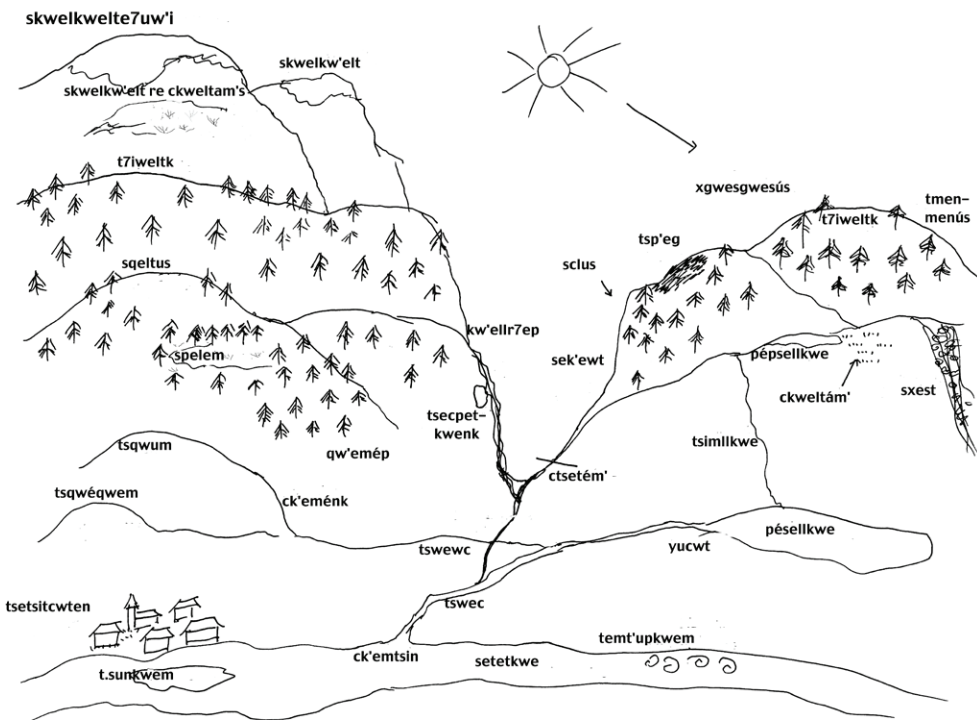 skwelkwelte7uw'i
skwelkw'elt
skwelkw'elt re ckweltam's
t7iweltk
xgwesgwesús
t7iweltk
tmen-
menús
tsp'eg
sqeltus
sclus
kw'ellr7ep
spelem
sek'ewt
pépsellkwe
ckweltám'
sxest
tsecpet-
kwenk
tsqwum
qw'emép
tsimllkwe
ctsetém'
tsqwéqwem
ck'eménk
tswewc
yucwt
pésellkwe
tsetsitcwten
tswec
temt'upkwem
ck'emtsin
setetkwe
t.sunkwem